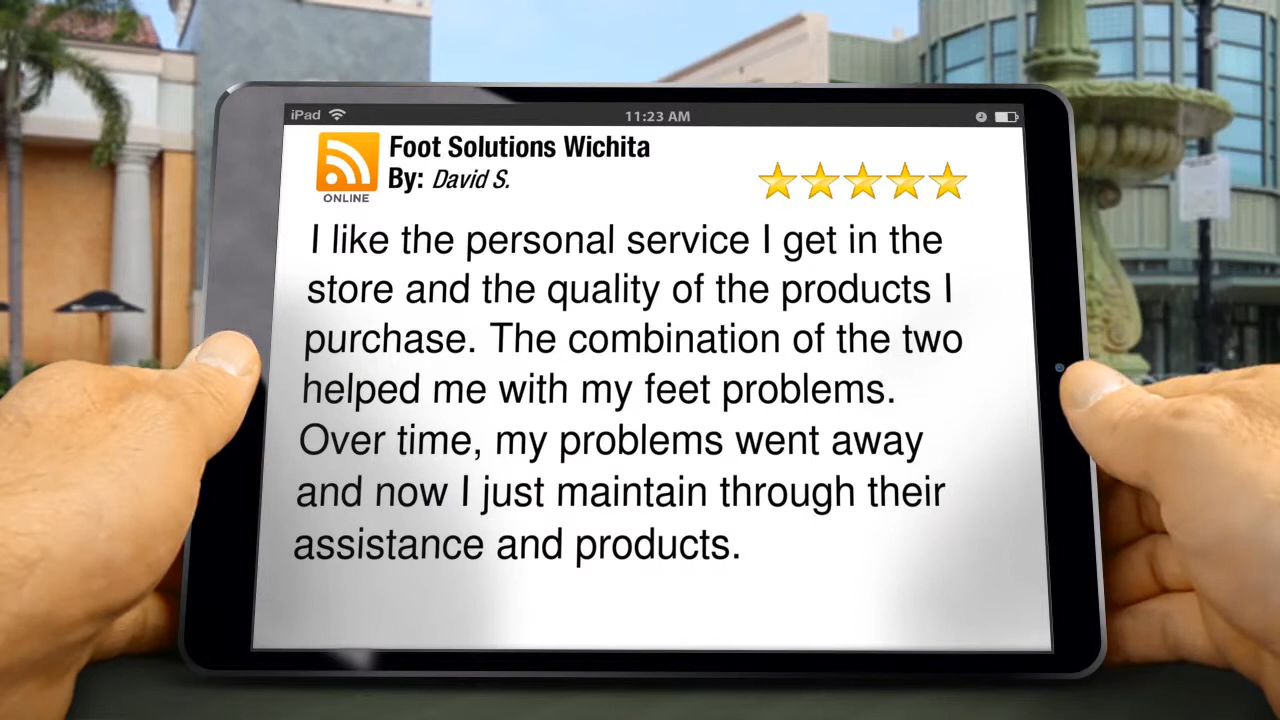 iPad 11:23 AM
Foot Solutions Wichita
By: David S.
ONLINE
I like the personal service I get in the
store and the quality of the products I
purchase. The combination of the two
helped me with my feet problems.
Over time, my problems went away
and now I just maintain through their
assistance and products.